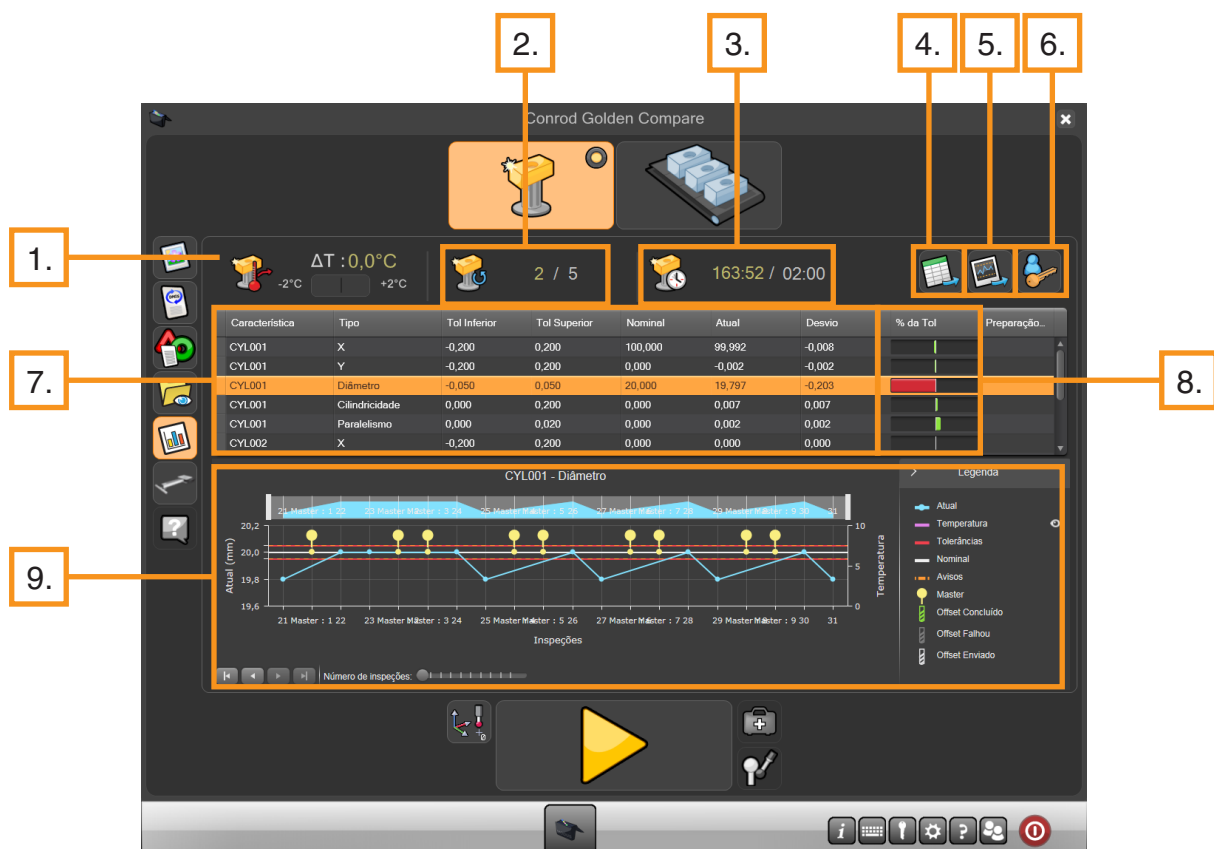 2.
3.
4.
5.
6.
Conrod Golden Compare
1.
ΔT : 0,0°C
-2°C
+2°C
2 / 5
163:52 / 02:00
Característica Tipo Tol Inferior Tol Superior Nominal Atual Desvio % da Tol Preparação...
CYL001 X -0,200 0,200 100,000 99,992 -0,008
CYL001 Y -0,200 0,200 0,000 -0,002 -0,002
CYL001 Diâmetro -0,050 0,050 20,000 19,797 -0,203
CYL001 Cilindricidade 0,000 0,200 0,000 0,007 0,007
CYL001 Paralelismo 0,000 0,020 0,000 0,002 0,002
CYL002 X -0,200 0,200 0,000 0,000 0,000
7.
8.
9.
CYL001 - Diâmetro
20,2
20,0
19,8
19,6
Atual (mm)
10
5
0
Temperatura
21 Master : 1 22
23 Master
Master : 3 24
25 Master
: 5 26
27 Master
: 7 28
29 Master
: 9 30
31
Inspeções
Número de inspeções:
Legenda
Atual
Temperatura
Tolerâncias
Nominal
Avisos
Master
Offset Concluído
Offset Falhou
Offset Enviado